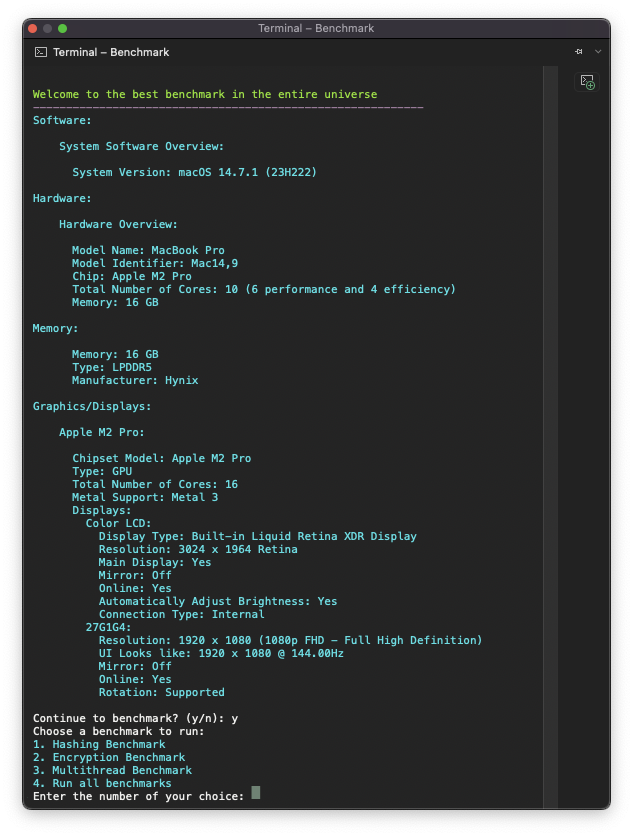 Terminal – Benchmark
Terminal – Benchmark
Welcome to the best benchmark in the entire universe
-----------------------------------------------------------
Software:
System Software Overview:
System Version: macOS 14.7.1 (23H222)
Hardware:
Hardware Overview:
Model Name: MacBook Pro
Model Identifier: Mac14,9
Chip: Apple M2 Pro
Total Number of Cores: 10 (6 performance and 4 efficiency)
Memory: 16 GB
Memory:
Memory: 16 GB
Type: LPDDR5
Manufacturer: Hynix
Graphics/Displays:
Apple M2 Pro:
Chipset Model: Apple M2 Pro
Type: GPU
Total Number of Cores: 16
Metal Support: Metal 3
Displays:
Color LCD:
Display Type: Built-in Liquid Retina XDR Display
Resolution: 3024 x 1964 Retina
Main Display: Yes
Mirror: Off
Online: Yes
Automatically Adjust Brightness: Yes
Connection Type: Internal
27G1G4:
Resolution: 1920 x 1080 (1080p FHD - Full High Definition)
UI Looks like: 1920 x 1080 @ 144.00Hz
Mirror: Off
Online: Yes
Rotation: Supported
Continue to benchmark? (y/n): y
Choose a benchmark to run:
1. Hashing Benchmark
2. Encryption Benchmark
3. Multithread Benchmark
4. Run all benchmarks
Enter the number of your choice: